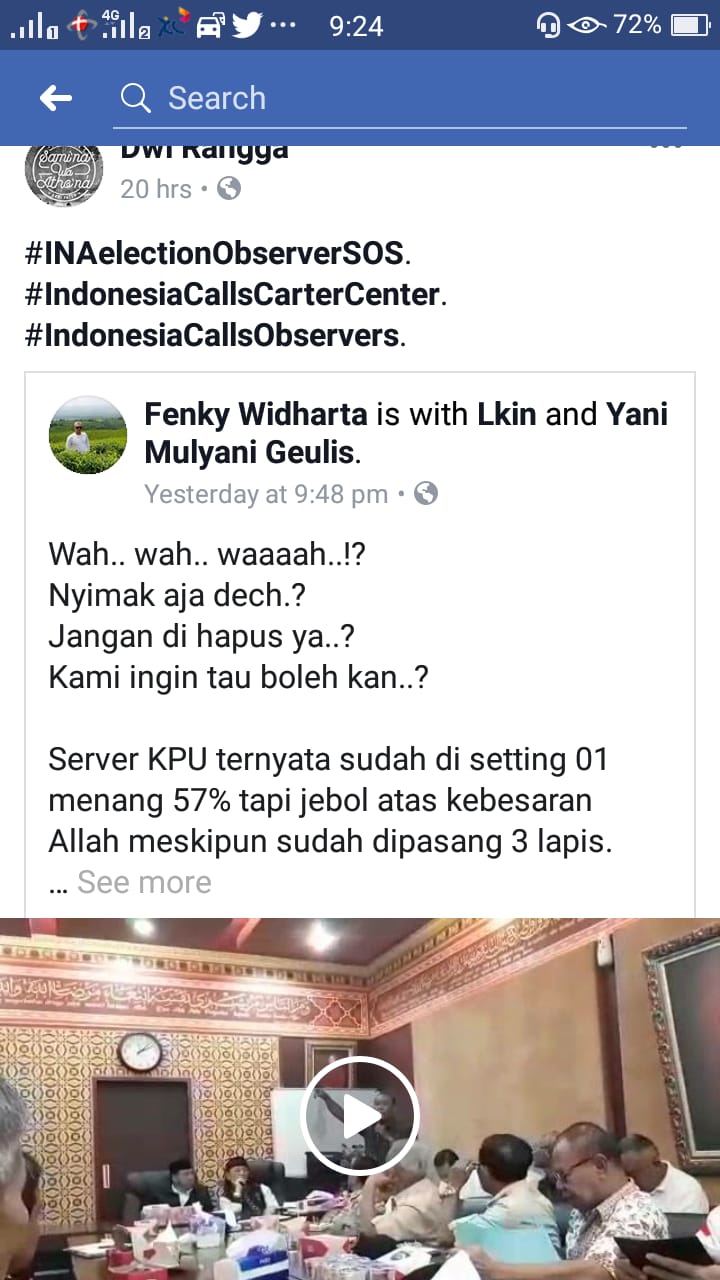 4G
1
2
9:24
72%
Search
Dwi Rangga
20 hrs •
#INAelectionObserverSOS.
#IndonesiaCallsCarterCenter.
#IndonesiaCallsObservers.
Fenky Widharta is with Lkin and Yani
Mulyani Geulis.
Yesterday at 9:48 pm •
Wah.. wah.. waaaah..!?
Nyimak aja dech.?
Jangan di hapus ya..?
Kami ingin tau boleh kan..?
Server KPU ternyata sudah di setting 01
menang 57% tapi jebol atas kebesaran
Allah meskipun sudah dipasang 3 lapis.
... See more